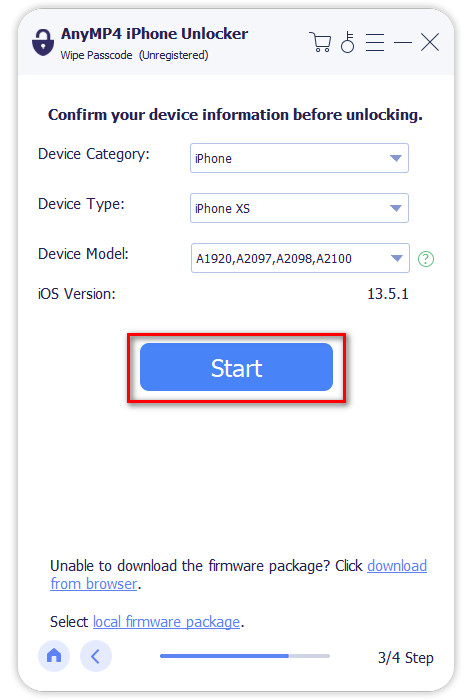 AnyMP4 iPhone Unlocker
Wipe Passcode (Unregistered)
Confirm your device information before unlocking.
Device Category:
iPhone
Device Type:
iPhone XS
Device Model:
A1920,A2097,A2098,A2100
?
iOS Version:
13.5.1
Start
Unable to download the firmware package? Click download
from browser.
Select local firmware package.
3/4 Step